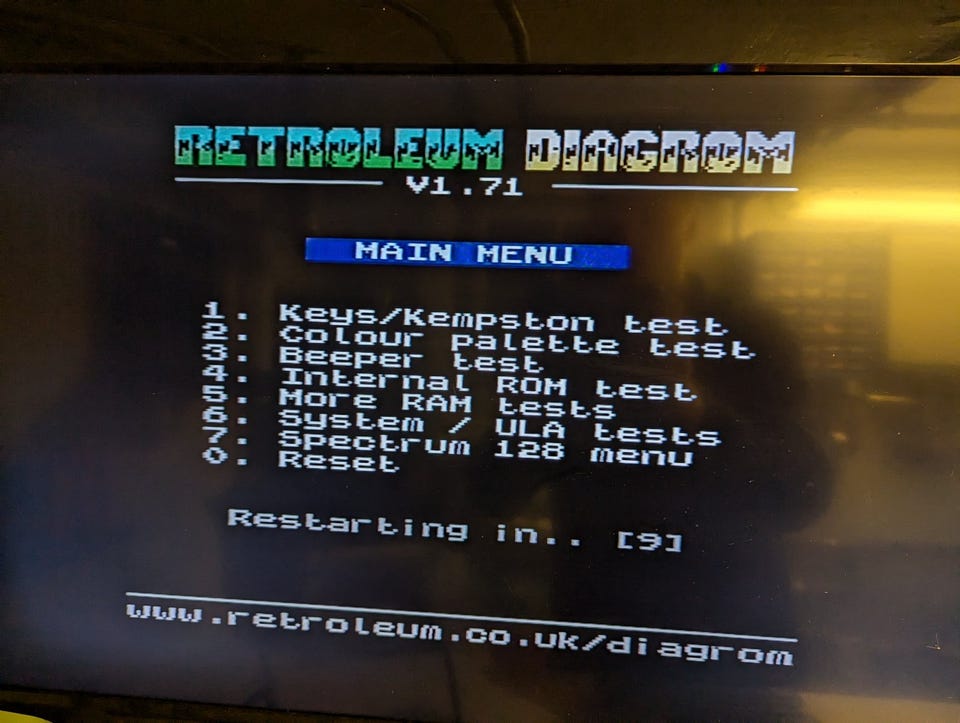 RETROLEUM DIAGROM
V1.71
MAIN MENU
1. Keys/Kempston test
2. Colour palette test
3. Beeper test
4. Internal ROM test
5. More RAM tests
6. System / ULA tests
7. Spectrum 128 menu
0. Reset
Restarting in.. [9]
www.retroleum.co.uk/diagrom